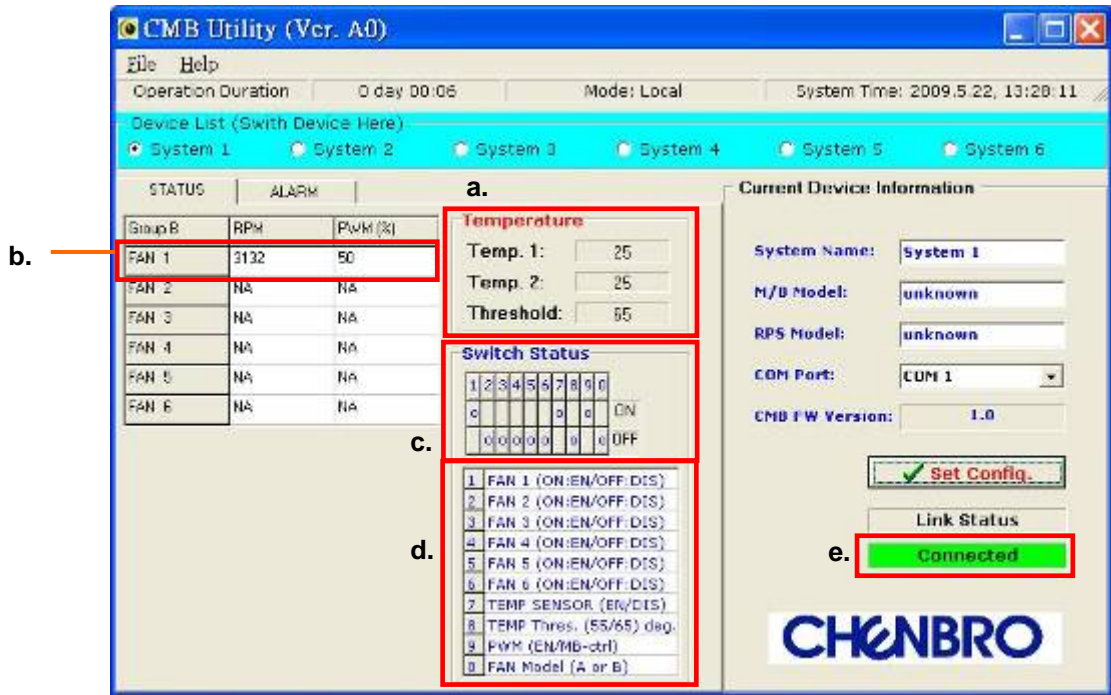 CMB Utility (Ver. A0)
File Help
Operation Duration 0 day 00:06 Mode: Local System Time: 2009.5.22, 13:28:11
Device List (Swith Device Here)
System 1 System 2 System 3 System 4 System 5 System 6
STATUS ALARM
a.
Group B RPM PWM (%)
b.
FAN 1 3132 50
FAN 2 NA NA
FAN 3 NA NA
FAN 4 NA NA
FAN 5 NA NA
FAN 6 NA NA
Temperature
Temp. 1: 25
Temp. 2: 25
Threshold: 65
Switch Status
1 2 3 4 5 6 7 8 9 0
o o o ON
o o o o o o o OFF
c.
d.
1 FAN 1 (ON:EN/OFF:DIS)
2 FAN 2 (ON:EN/OFF:DIS)
3 FAN 3 (ON:EN/OFF:DIS)
4 FAN 4 (ON:EN/OFF:DIS)
5 FAN 5 (ON:EN/OFF:DIS)
6 FAN 6 (ON:EN/OFF:DIS)
7 TEMP SENSOR (EN/DIS)
8 TEMP Thres. (55/65) deg.
9 PWM (EN/MB-ctrl)
0 FAN Model (A or B)
Current Device Information
System Name: System 1
M/B Model: unknown
RPS Model: unknown
COM Port: COM 1
CMB FW Version: 1.0
Set Config.
Link Status
e.
Connected
CHENBRO